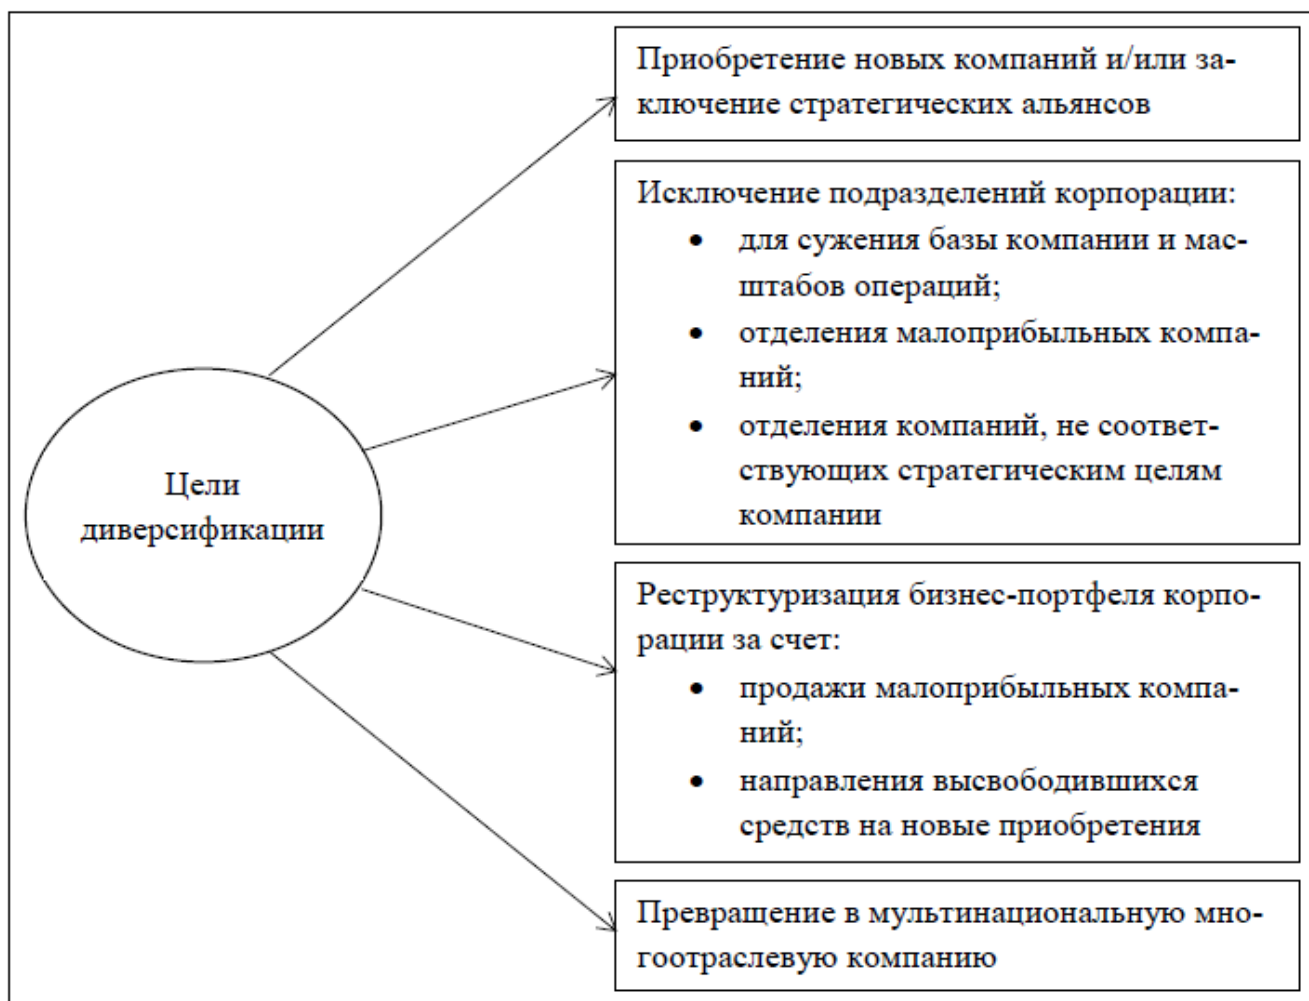 Приобретение новых компаний и/или за-
ключение стратегических альянсов
Исключение подразделений корпорации:
• для сужения базы компании и мас-
штабов операций;
• отделения малоприбыльных компа-
ний;
• отделения компаний, не соответ-
ствующих стратегическим целям
компании
Цели
диверсификации
Реструктуризация бизнес-портфеля корпо-
рации за счет:
• продажи малоприбыльных компа-
ний;
• направления высвободившихся
средств на новые приобретения
Превращение в мультинациональную мно-
гоотраслевую компанию